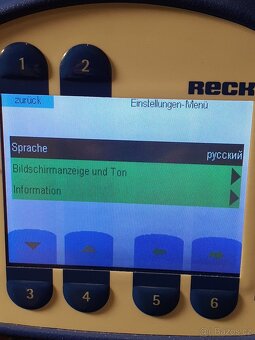 1 2
RECK
zurück Einstellungen-Menü
Sprache русский
Bildschirmanzeige und Ton
Information
3 4 5 6